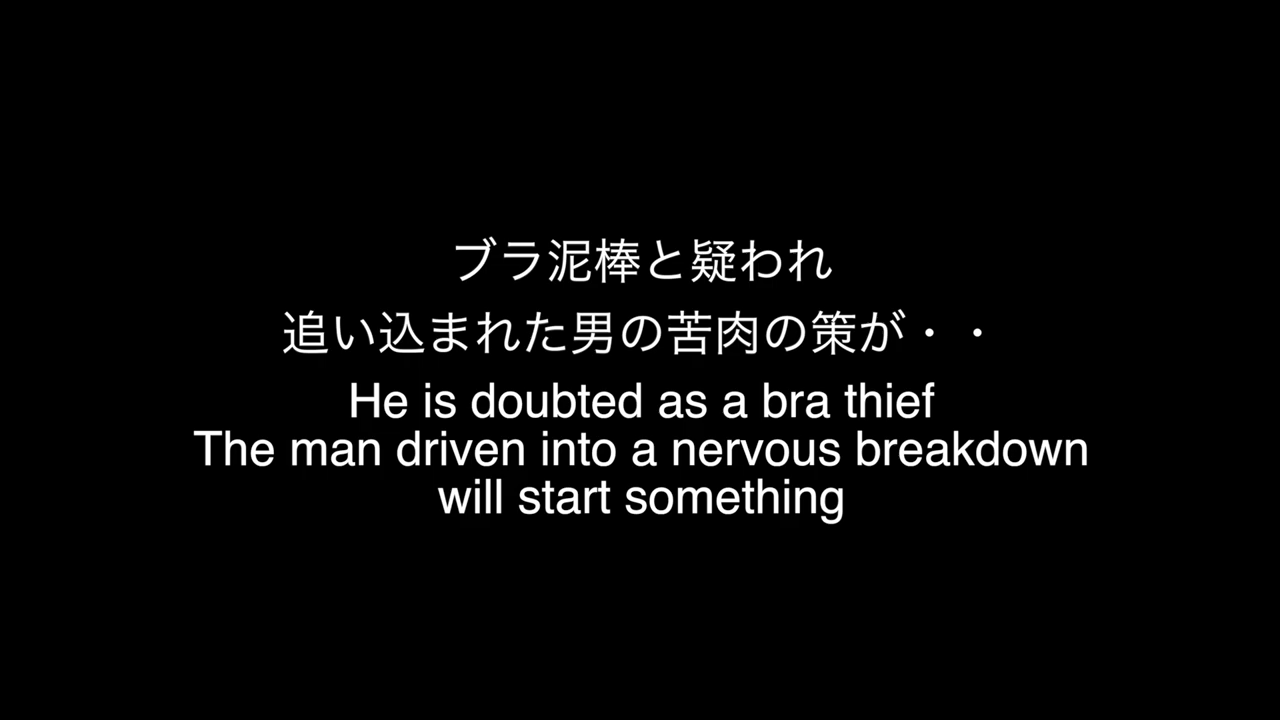 ブラ泥棒と疑われ
追い込まれた男の苦肉の策が・・
He is doubted as a bra thief
The man driven into a nervous breakdown
will start something